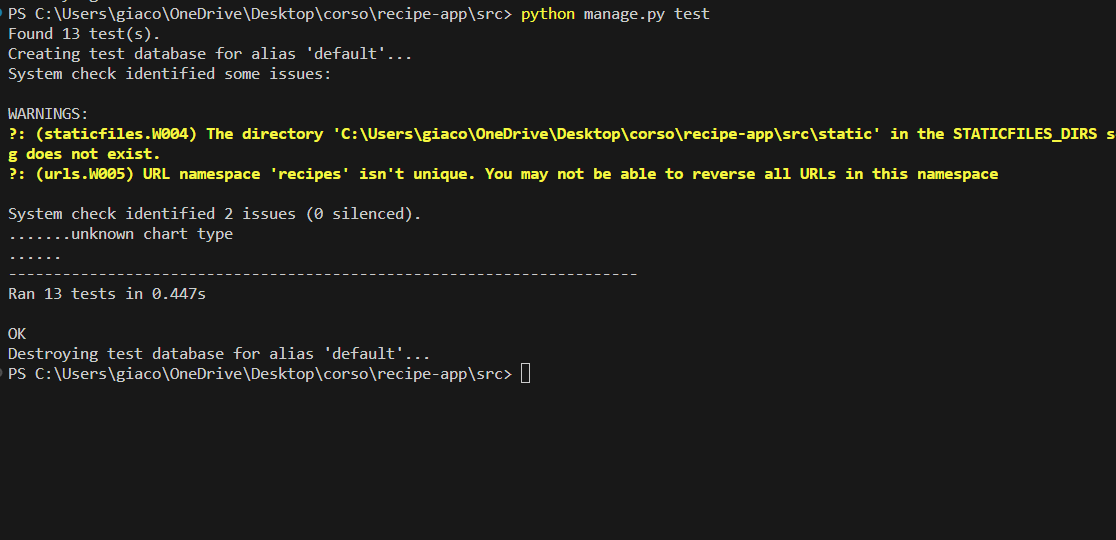 PS C:\Users\giaco\OneDrive\Desktop\corso\recipe-app\src> python manage.py test
Found 13 test(s).
Creating test database for alias 'default'...
System check identified some issues:
WARNINGS:
?: (staticfiles.W004) The directory 'C:\Users\giaco\OneDrive\Desktop\corso\recipe-app\src\static' in the STATICFILES_DIRS s
g does not exist.
?: (urls.W005) URL namespace 'recipes' isn't unique. You may not be able to reverse all URLs in this namespace
System check identified 2 issues (0 silenced).
.......unknown chart type
......
----------------------------------------------------------------------
Ran 13 tests in 0.447s
OK
Destroying test database for alias 'default'...
PS C:\Users\giaco\OneDrive\Desktop\corso\recipe-app\src>